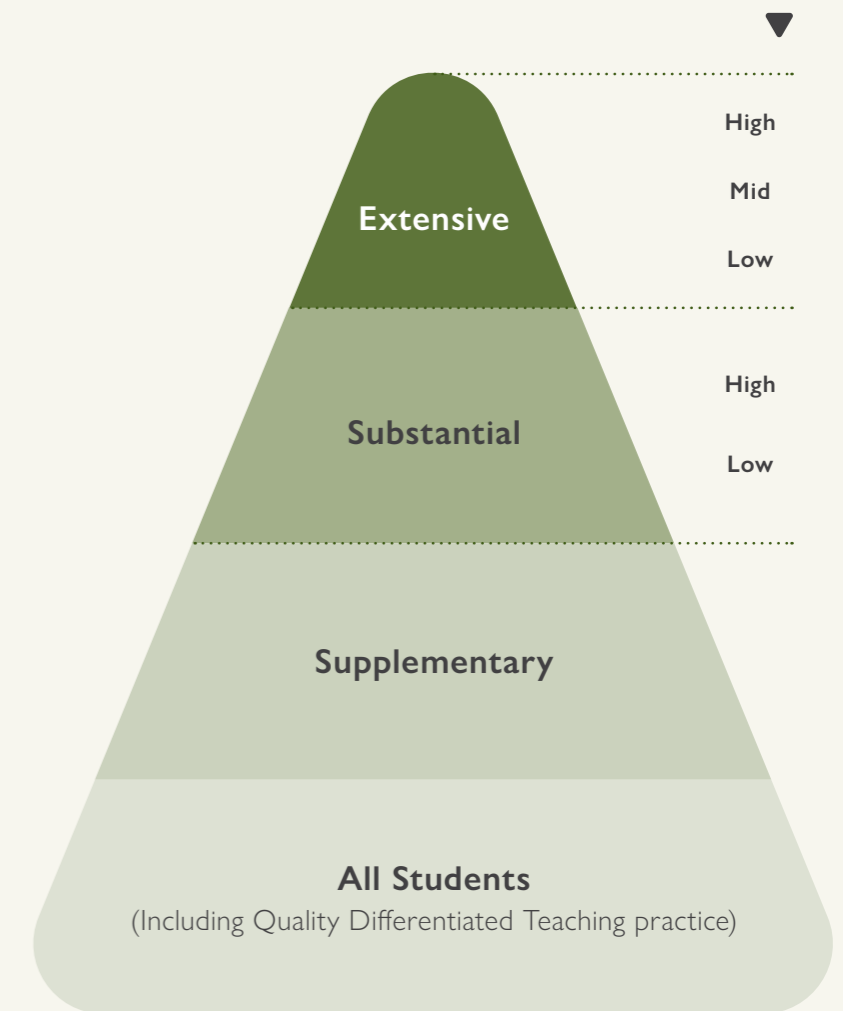 High
Mid
Extensive
Low
High
Substantial
Low
Supplementary
All Students
(Including Quality Differentiated Teaching practice)